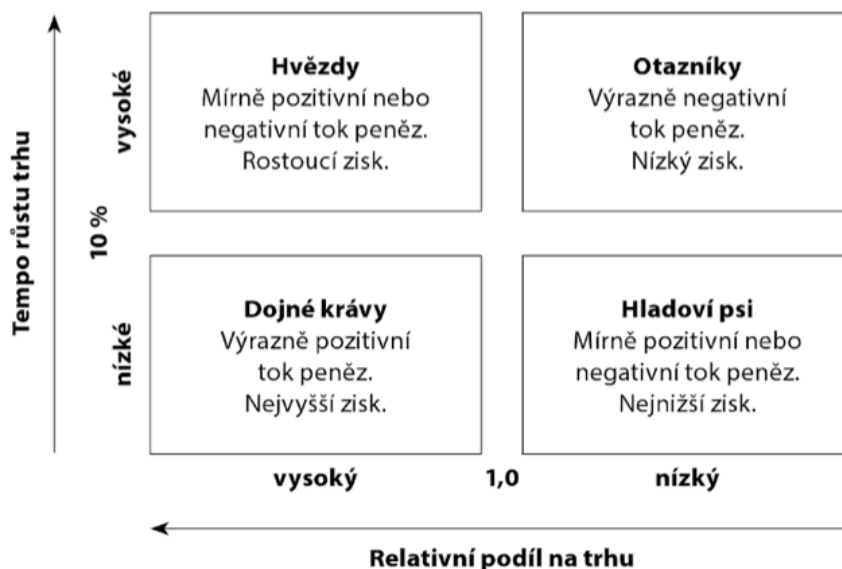 Tempo růstu trhu
vysoké
10 %
nízké
Hvězdy
Mírně pozitivní nebo
negativní tok peněz.
Rostoucí zisk.
Otazníky
Výrazně negativní
tok peněz.
Nízký zisk.
Dojné krávy
Výrazně pozitivní
tok peněz.
Nejvyšší zisk.
Hladoví psi
Mírně pozitivní nebo
negativní tok peněz.
Nejnižší zisk.
vysoký
1,0
nízký
Relativní podíl na trhu